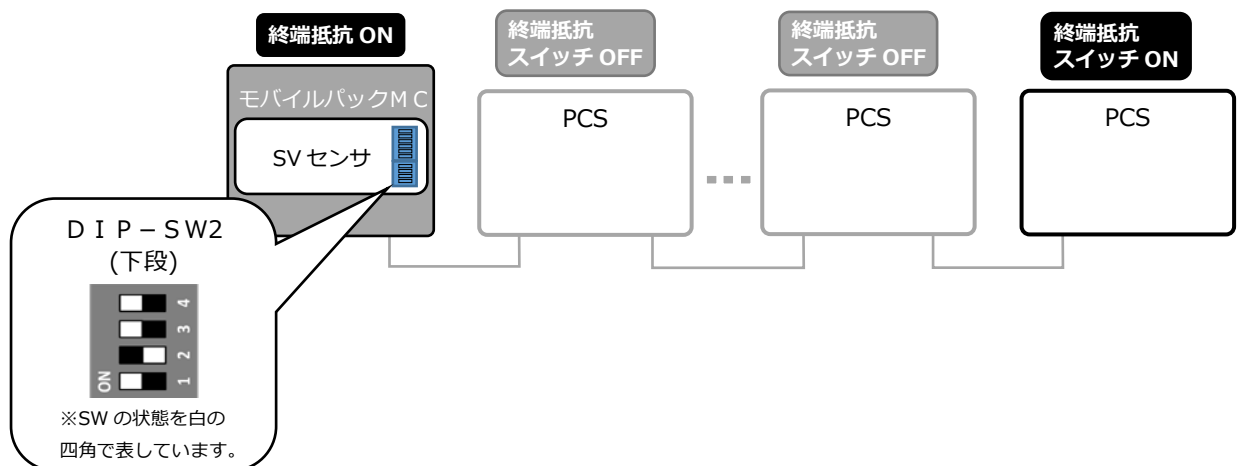 終端抵抗 ON
終端抵抗
スイッチ OFF
終端抵抗
スイッチ OFF
終端抵抗
スイッチ ON
モバイルパックＭＣ
SV センサ
PCS
PCS
PCS
ＤＩＰ－ＳＷ2
(下段)
4
3
2
1
ON
※SW の状態を白の
四角で表しています。